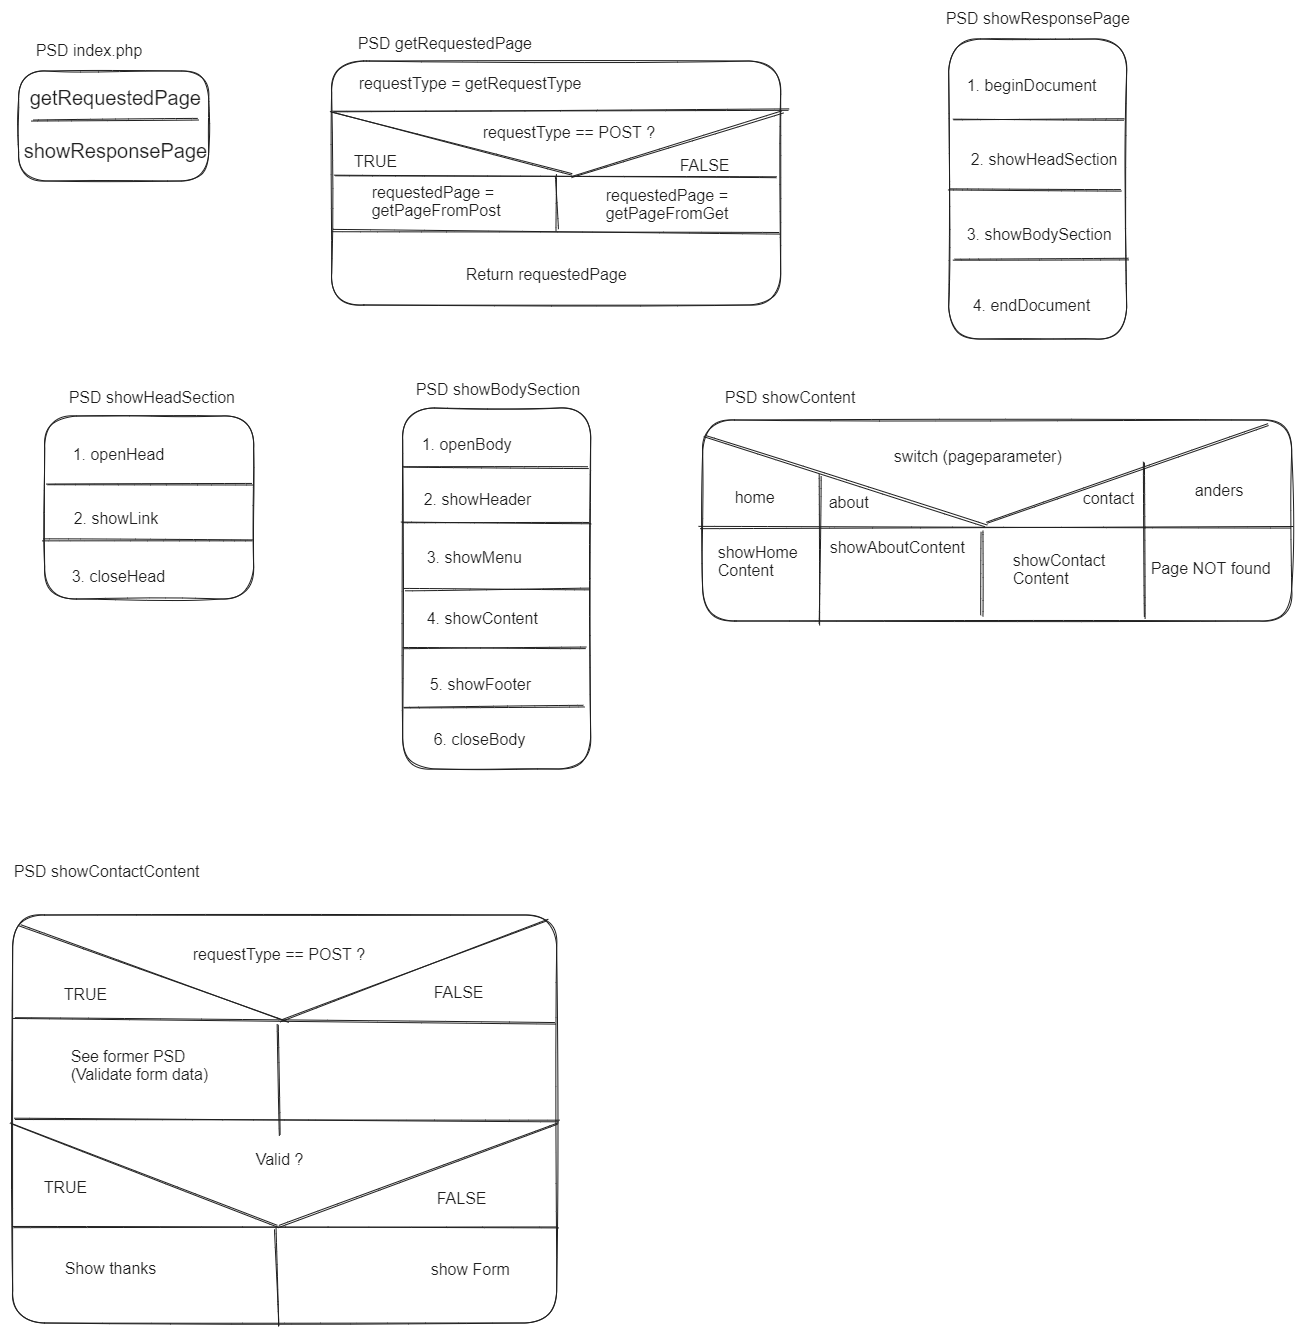 PSD index.php
getRequestedPage
showResponsePage
PSD getRequestedPage
requestType = getRequestType
requestType == POST ?
TRUE
FALSE
requestedPage =
getPageFromPost
requestedPage =
getPageFromGet
Return requestedPage
PSD showResponsePage
1. beginDocument
2. showHeadSection
3. showBodySection
4. endDocument
PSD showHeadSection
1. openHead
2. showLink
3. closeHead
PSD showBodySection
1. openBody
2. showHeader
3. showMenu
4. showContent
5. showFooter
6. closeBody
PSD showContent
switch (pageparameter)
home
about
contact
anders
showHome
Content
showAboutContent
showContact
Content
Page NOT found
PSD showContactContent
requestType == POST ?
TRUE
FALSE
See former PSD
(Validate form data)
Valid ?
TRUE
FALSE
Show thanks
show Form